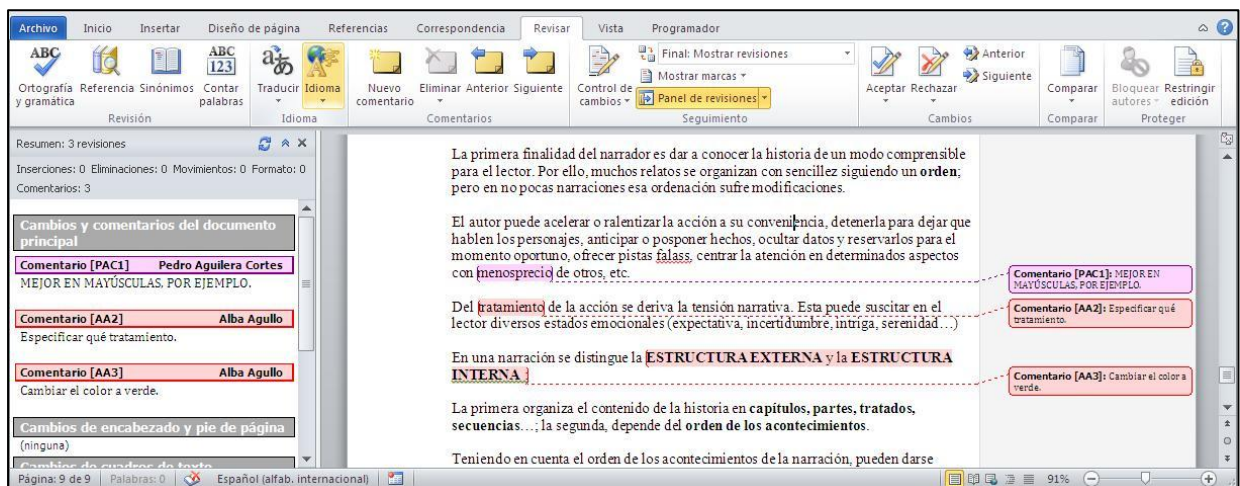 Archivo Inicio Insertar Diseño de página Referencias Correspondencia Revisar Vista Programador
ABC
ABC
123
Ortografía y gramática
Referencia
Sinónimos
Contar palabras
Revisión
Traducir
Idioma
Idioma
Nuevo comentario
Eliminar
Anterior
Siguiente
Comentarios
Control de cambios
Final: Mostrar revisiones
Mostrar marcas
Panel de revisiones
Seguimiento
Aceptar
Rechazar
Anterior
Siguiente
Cambios
Comparar
Comparar
Bloquear autores
Restringir edición
Proteger
Resumen: 3 revisiones
Inserciones: 0 Eliminaciones: 0 Movimientos: 0 Formato: 0
Comentarios: 3
Cambios y comentarios del documento
principal
Comentario [PAC1] Pedro Aguilera Cortes
MEJOR EN MAYÚSCULAS, POR EJEMPLO.
Comentario [AA2] Alba Agullo
Especificar qué tratamiento.
Comentario [AA3] Alba Agullo
Cambiar el color a verde.
Cambios de encabezado y pie de página
(ninguna)
Cambios de cuadros de texto
La primera finalidad del narrador es dar a conocer la historia de un modo comprensible
para el lector. Por ello, muchos relatos se organizan con sencillez siguiendo un orden;
pero en no pocas narraciones esa ordenación sufre modificaciones.
El autor puede acelerar o ralentizar la acción a su conveniencia, detenerla para dejar que
hablen los personajes, anticipar o posponer hechos, ocultar datos y reservarlos para el
momento oportuno, ofrecer pistas falass, centrar la atención en determinados aspectos
con menosprecio de otros, etc.
Del tratamiento de la acción se deriva la tensión narrativa. Esta puede suscitar en el
lector diversos estados emocionales (expectativa, incertidumbre, intriga, serenidad…)
En una narración se distingue la ESTRUCTURA EXTERNA y la ESTRUCTURA
INTERNA :
La primera organiza el contenido de la historia en capítulos, partes, tratados,
secuencias…; la segunda, depende del orden de los acontecimientos.
Teniendo en cuenta el orden de los acontecimientos de la narración, pueden darse
Comentario [PAC1]: MEJOR EN
MAYÚSCULAS, POR EJEMPLO.
Comentario [AA2]: Especificar qué
tratamiento.
Comentario [AA3]: Cambiar el color a
verde.
Página: 9 de 9 Palabras: 0 Español (alfab. internacional) 91%